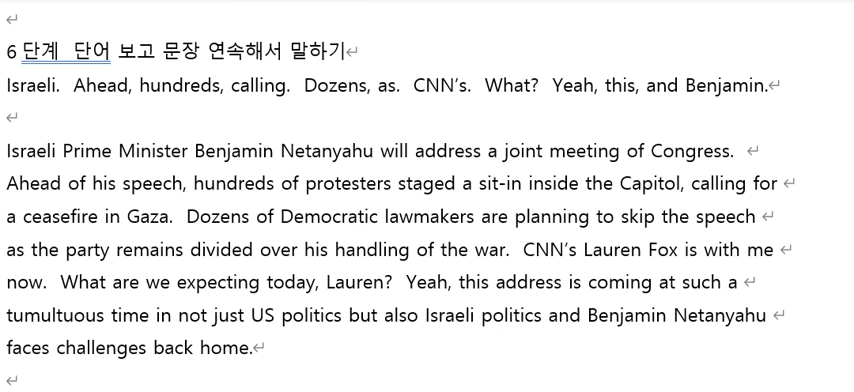 6 단계  단어 보고 문장 연속해서 말하기
Israeli.  Ahead, hundreds, calling.  Dozens, as.  CNN’s.  What?  Yeah, this, and Benjamin.
Israeli Prime Minister Benjamin Netanyahu will address a joint meeting of Congress.
Ahead of his speech, hundreds of protesters staged a sit-in inside the Capitol, calling for
a ceasefire in Gaza.  Dozens of Democratic lawmakers are planning to skip the speech
as the party remains divided over his handling of the war.  CNN’s Lauren Fox is with me
now.  What are we expecting today, Lauren?  Yeah, this address is coming at such a
tumultuous time in not just US politics but also Israeli politics and Benjamin Netanyahu
faces challenges back home.